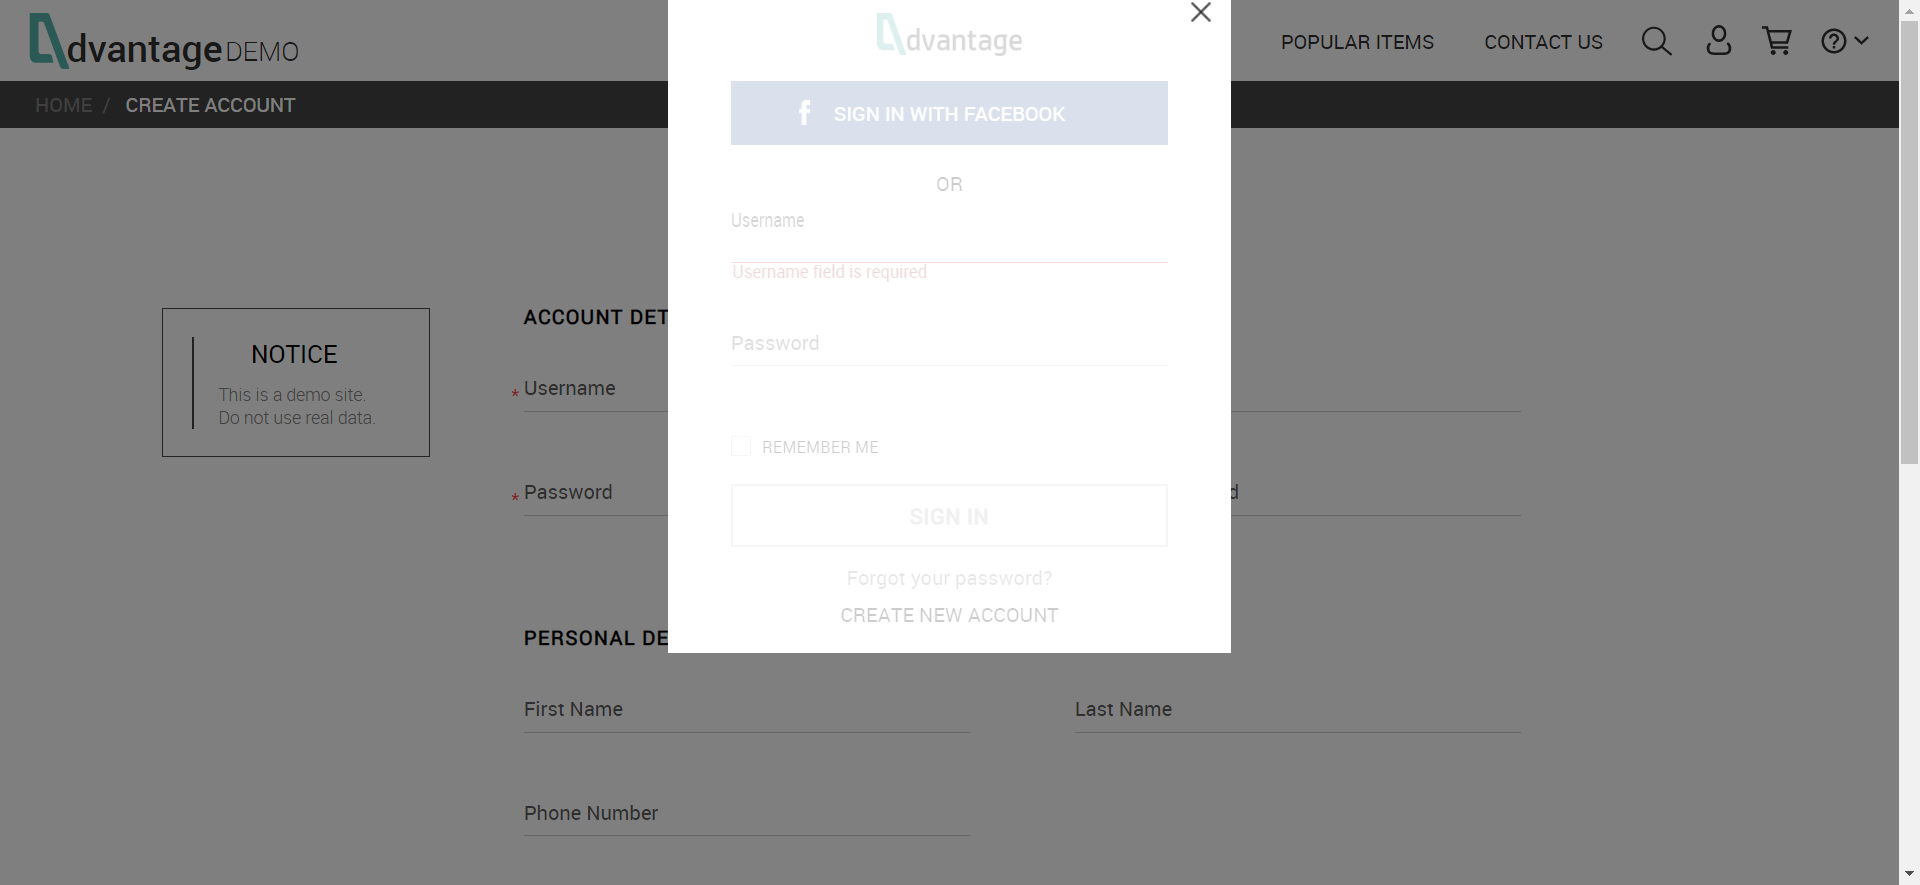 dvantage DEMO
POPULAR ITEMS
CONTACT US
HOME / CREATE ACCOUNT
dvantage
SIGN IN WITH FACEBOOK
OR
Username
Username field is required
Password
REMEMBER ME
SIGN IN
Forgot your password?
CREATE NEW ACCOUNT
NOTICE
This is a demo site.
Do not use real data.
ACCOUNT DET
* Username
* Password
d
PERSONAL DE
First Name
Last Name
Phone Number